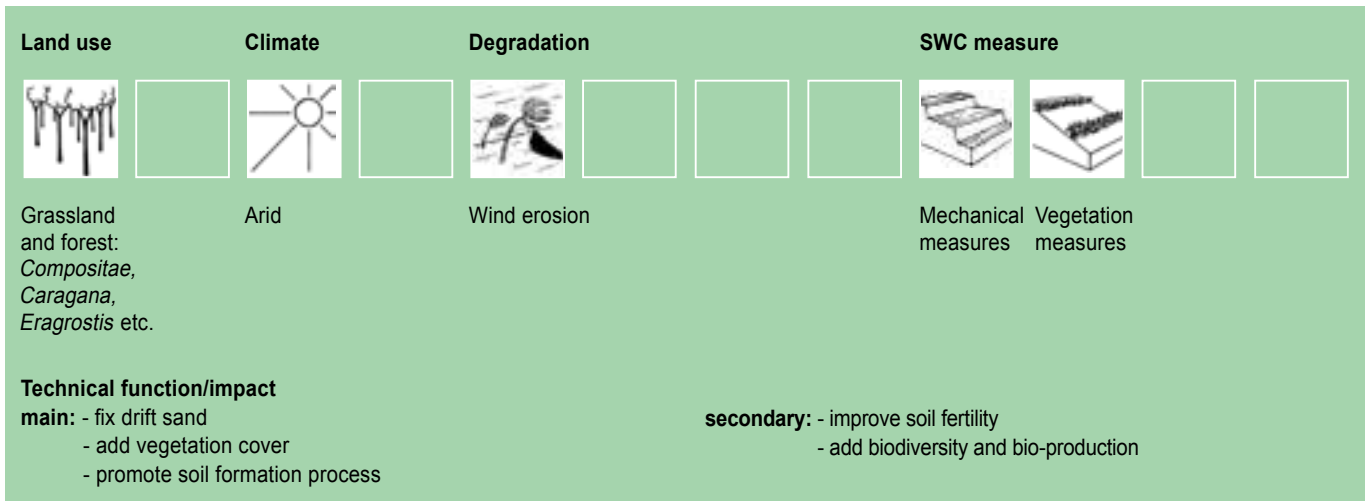 Land use Climate Degradation SWC measure
Grassland
and forest:
Compositae,
Caragana,
Eragrostis etc.
Arid
Wind erosion
Mechanical
measures
Vegetation
measures
Technical function/impact
main: - fix drift sand
- add vegetation cover
- promote soil formation process
secondary: - improve soil fertility
- add biodiversity and bio-production